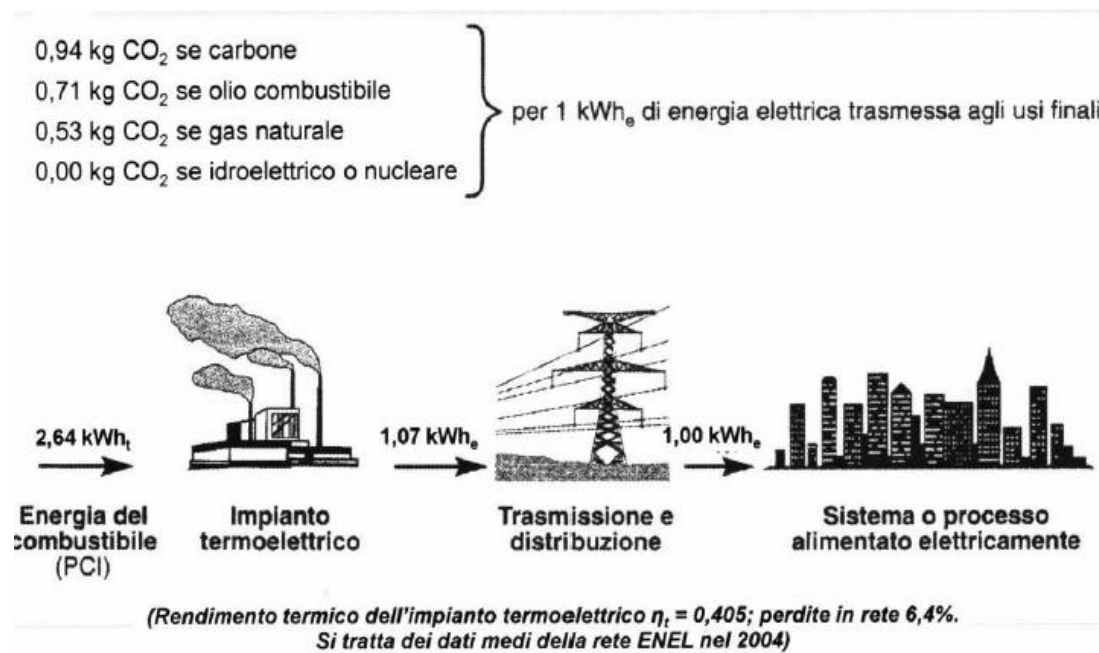 0,94 kg CO₂ se carbone
0,71 kg CO₂ se olio combustibile
0,53 kg CO₂ se gas naturale
0,00 kg CO₂ se idroelettrico o nucleare
per 1 kWhₑ di energia elettrica trasmessa agli usi finali
2,64 kWhₜ
1,07 kWhₑ
1,00 kWhₑ
Energia del
combustibile
(PCI)
Impianto
termoelettrico
Trasmissione e
distribuzione
Sistema o processo
alimentato elettricamente
(Rendimento termico dell'impianto termoelettrico ηₜ = 0,405; perdite in rete 6,4%.
Si tratta dei dati medi della rete ENEL nel 2004)